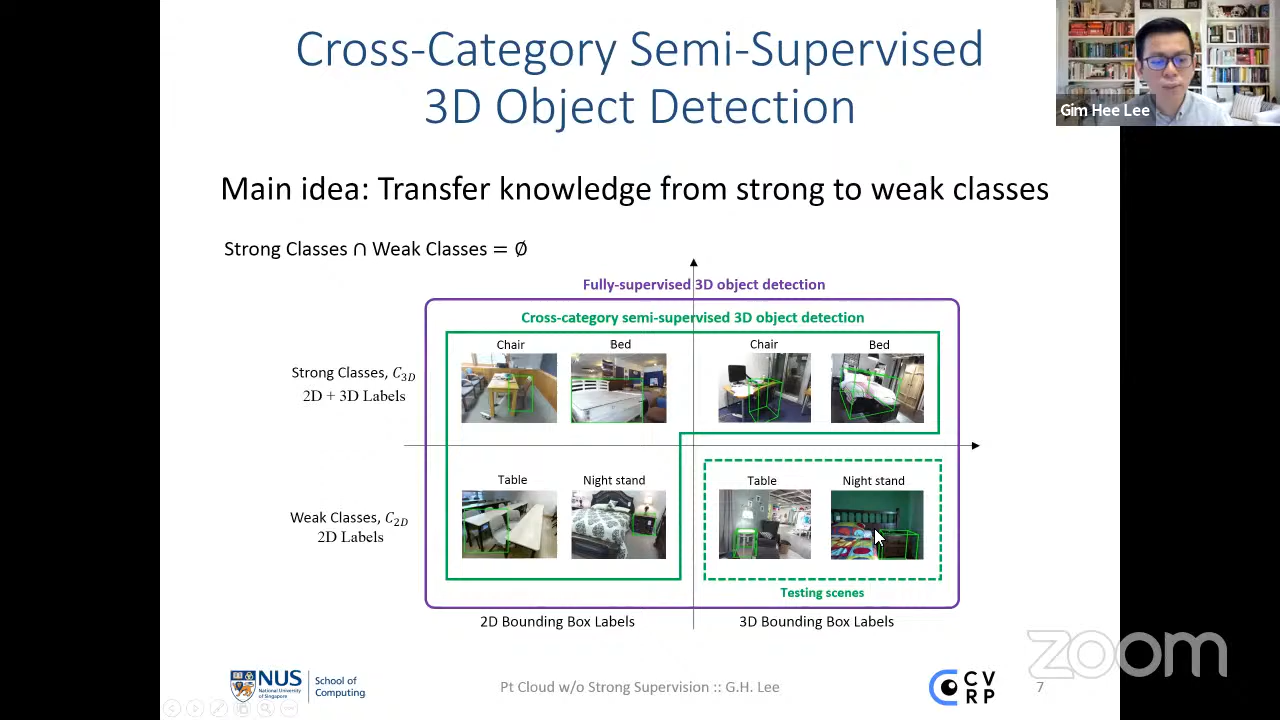 Cross-Category Semi-Supervised
3D Object Detection
Gim Hee Lee
Main idea: Transfer knowledge from strong to weak classes
Strong Classes ∩ Weak Classes = ∅
Fully-supervised 3D object detection
Cross-category semi-supervised 3D object detection
Chair
Bed
Chair
Bed
Strong Classes, C3D
2D + 3D Labels
Table
Night stand
Table
Night stand
Weak Classes, C2D
2D Labels
Testing scenes
2D Bounding Box Labels
3D Bounding Box Labels
zoom
NUS
National University
of Singapore
School of
Computing
Pt Cloud w/o Strong Supervision :: G.H. Lee
CV
RP
7